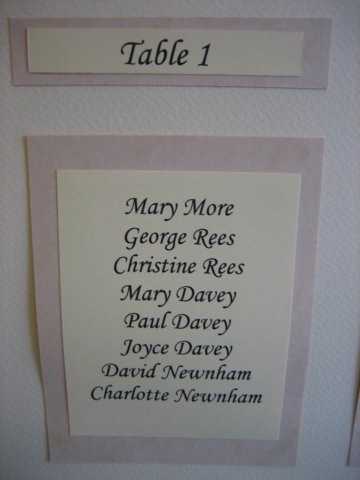 Table 1
Mary More
George Rees
Christine Rees
Mary Davey
Paul Davey
Joyce Davey
David Newnham
Charlotte Newnham